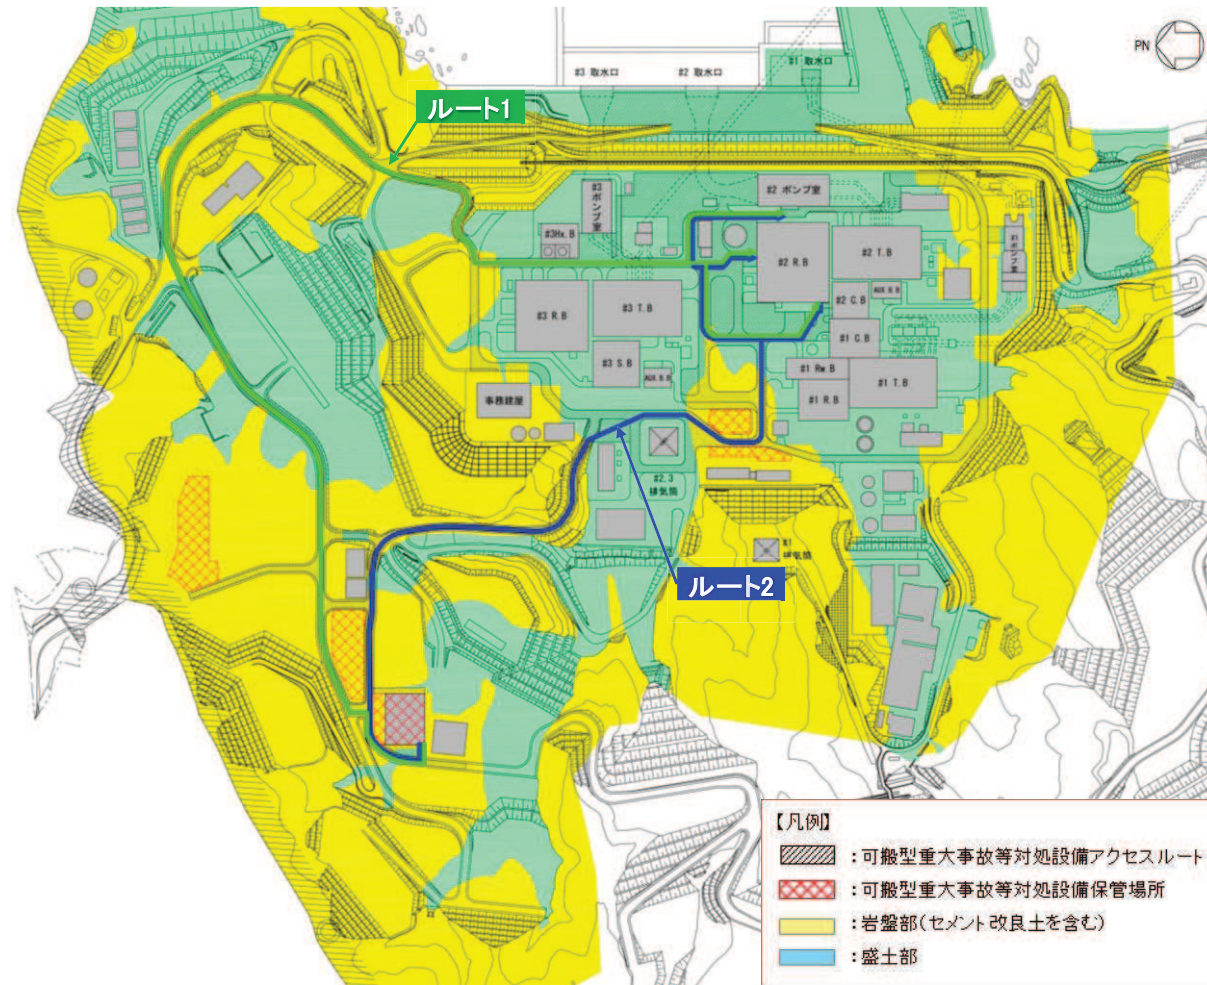 #3 取水口
#2 取水口
#1 取水口
PN
ルート1
#3 ポンプ室
#2 ポンプ室
#1 ポンプ室
#3Hx.B
#2 R.B
#2 T.B
#2 C.B
AUX.B.B
#3 R.B
#3 T.B
#1 C.B
#3 S.B
AUX.B.B
#1 Rw.B
#1 R.B
#1 T.B
事務建屋
#2,3
排気筒
#1
排気筒
ルート2
【凡例】
:可搬型重大事故等対処設備アクセスルート
:可搬型重大事故等対処設備保管場所
:岩盤部(セメント改良土を含む)
:盛土部